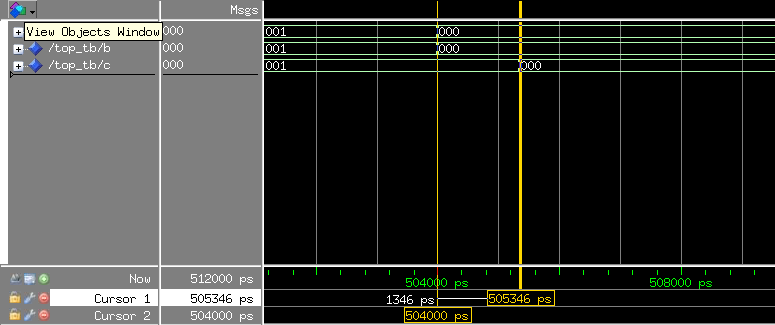 Msgs
View Objects Window 000 001 000
/top_tb/b 000 001 000
/top_tb/c 000 001 000
Now 512000 ps 504000 ps 508000 ps
Cursor 1 505346 ps 1346 ps 505346 ps
Cursor 2 504000 ps 504000 ps